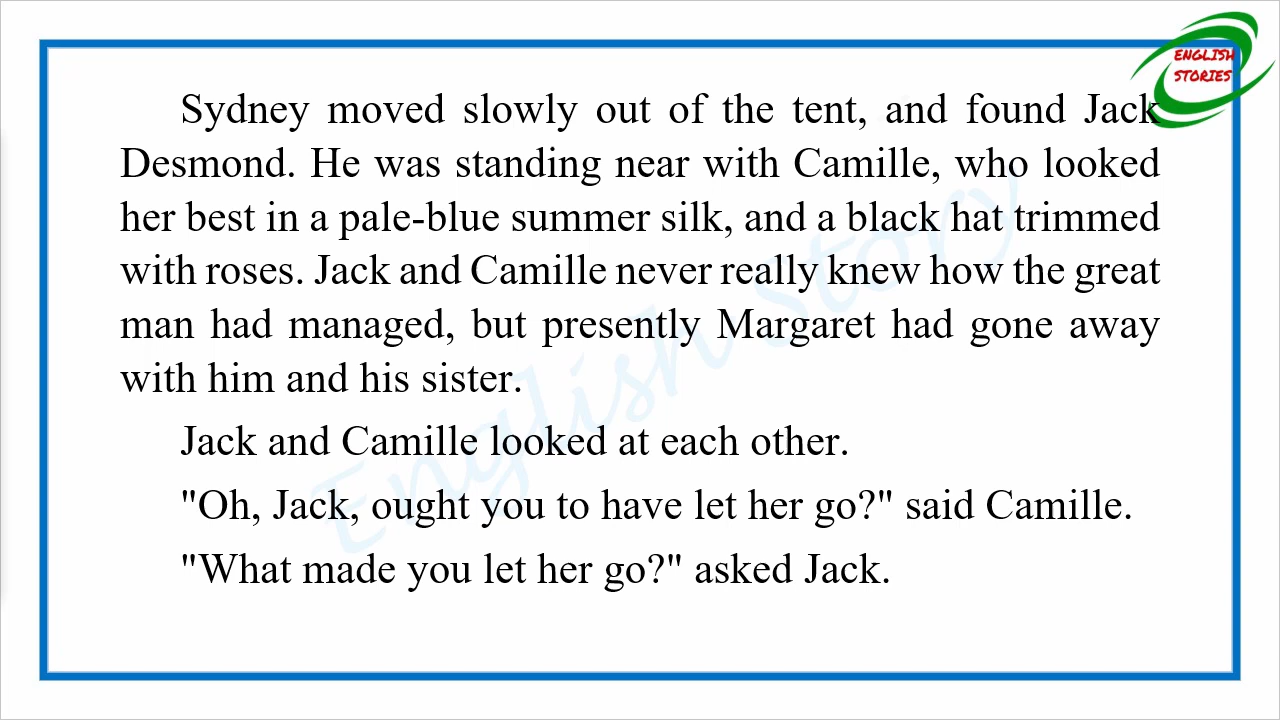 ENGLISH
STORIES
Sydney moved slowly out of the tent, and found Jack
Desmond. He was standing near with Camille, who looked
her best in a pale-blue summer silk, and a black hat trimmed
with roses. Jack and Camille never really knew how the great
man had managed, but presently Margaret had gone away
with him and his sister.
Jack and Camille looked at each other.
"Oh, Jack, ought you to have let her go?" said Camille.
"What made you let her go?" asked Jack.
English Story